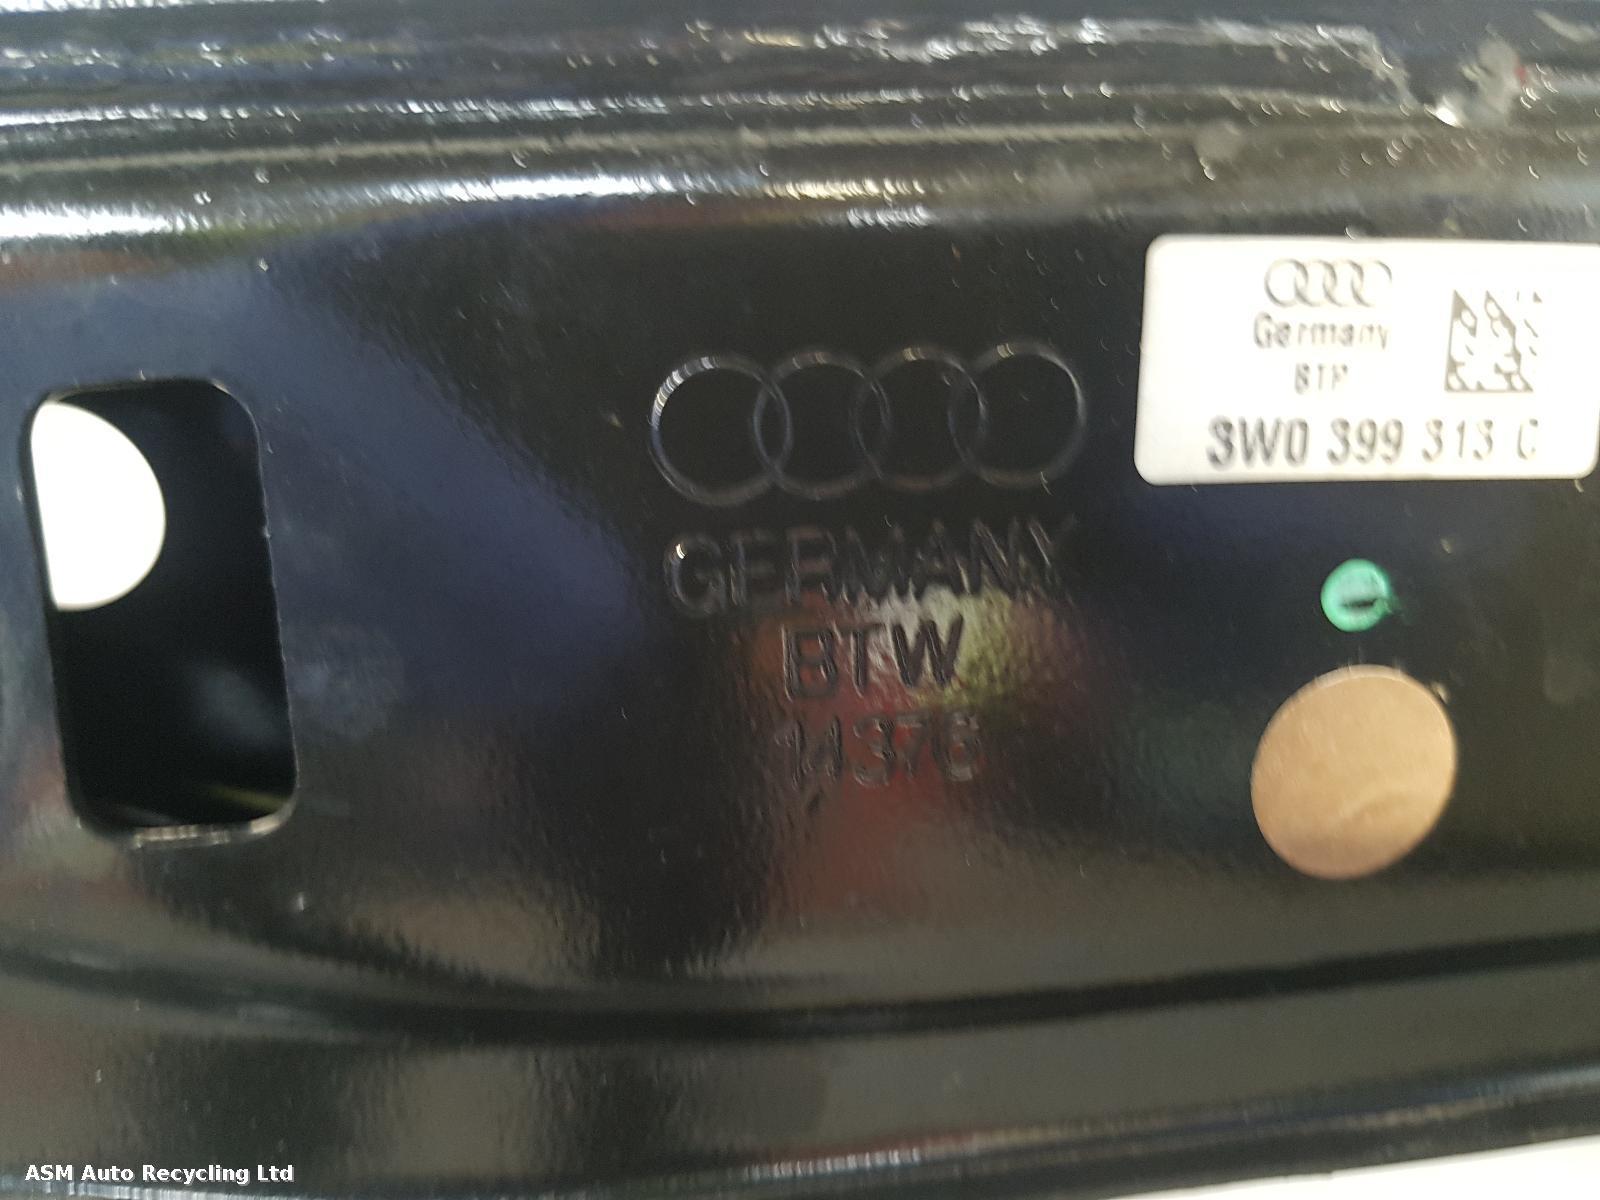 Germany
BTP
3W0 399 313 C
GERMANY
BTW
14376
ASM Auto Recycling Ltd